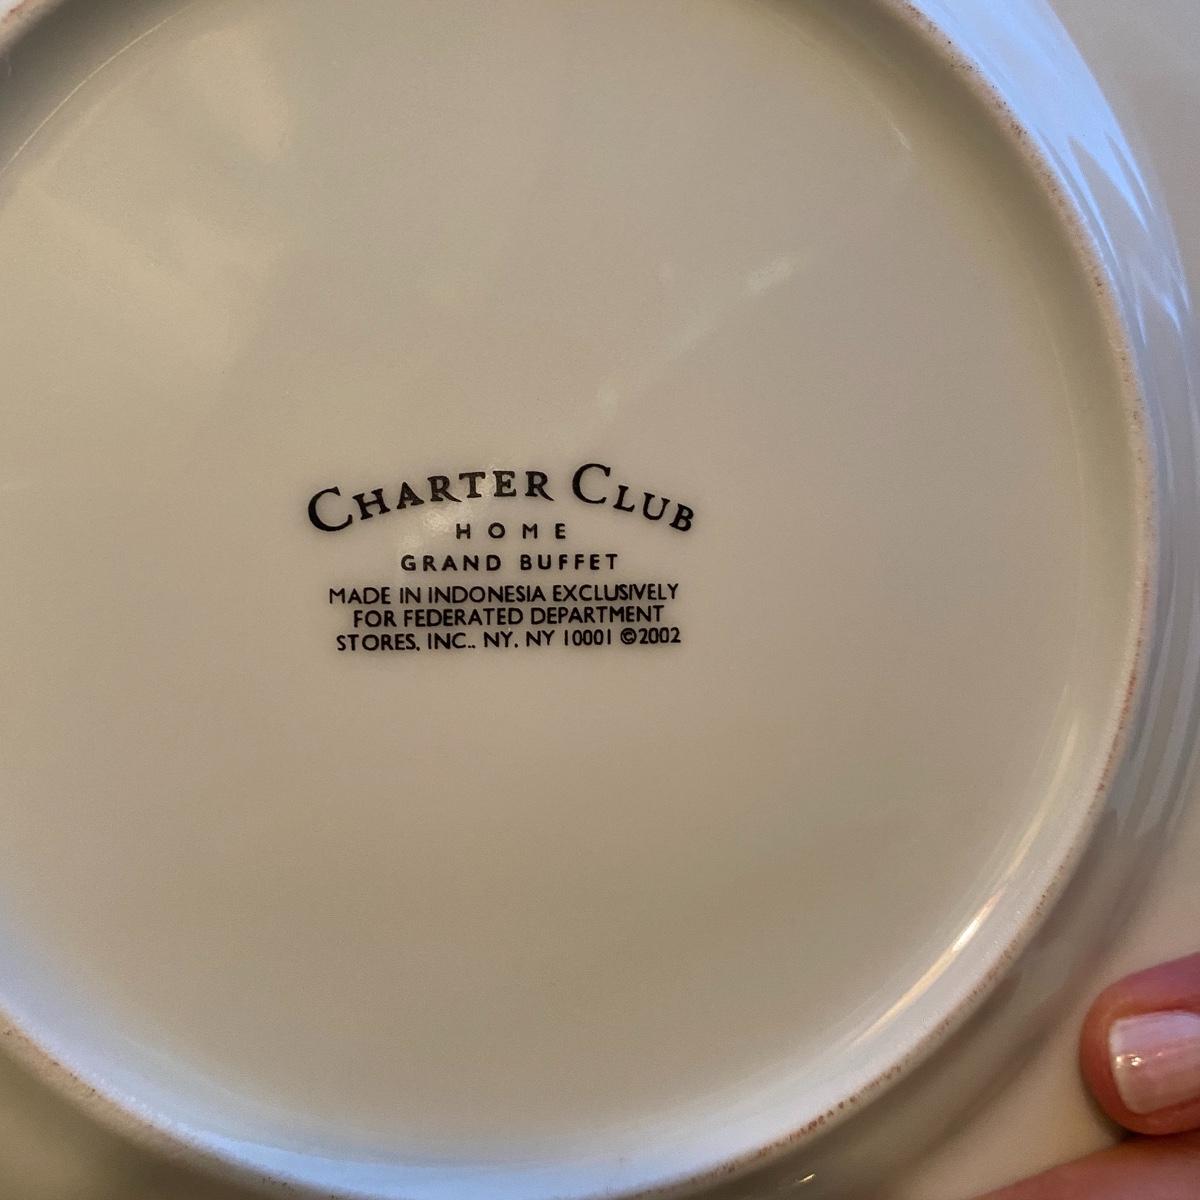 CHARTER CLUB
HOME
GRAND BUFFET
MADE IN INDONESIA EXCLUSIVELY
FOR FEDERATED DEPARTMENT
STORES, INC., NY, NY 10001 ©2002